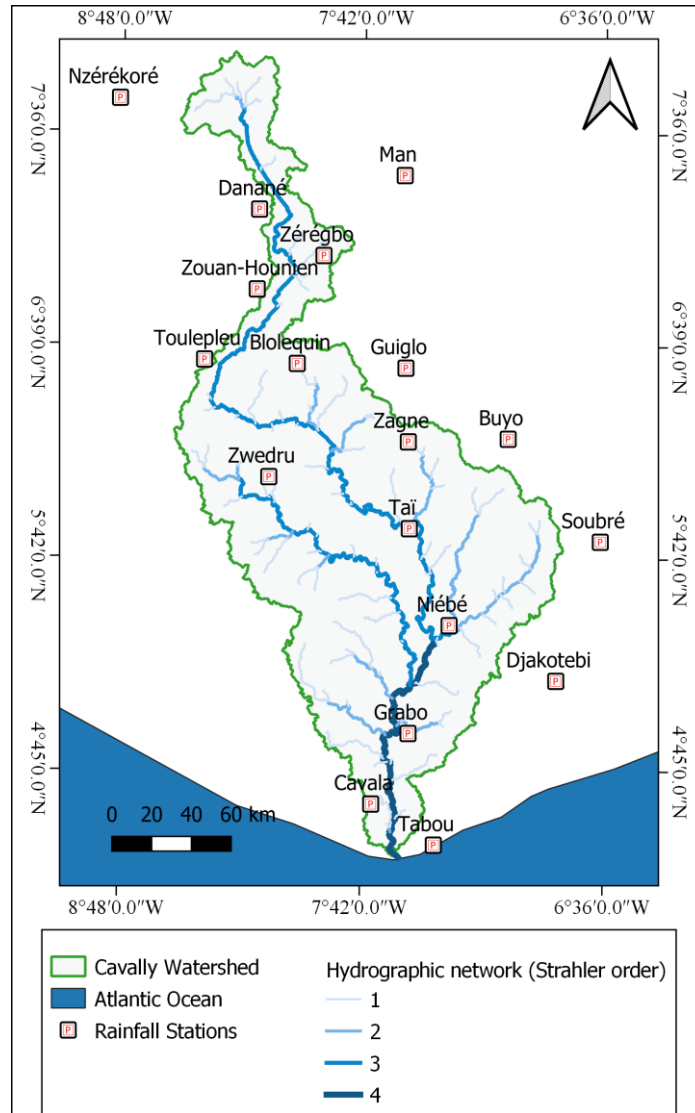 8°48′0.0″W 7°42′0.0″W 6°36′0.0″W
7°36′0.0″N
7°36′0.0″N
Nzérékoré
P
Man
P
Danané
P
Zérégbo
P
Zouan-Hounien
P
6°39′0.0″N
6°39′0.0″N
Toulepleu
P
Blolequin
P
Guiglo
P
Zagne
P
Buyo
P
Zwedru
P
Taï
P
Soubré
P
5°42′0.0″N
5°42′0.0″N
Niébé
P
Djakotebi
P
Grabo
P
4°45′0.0″N
4°45′0.0″N
Cavala
P
Tabou
P
0 20 40 60 km
8°48′0.0″W 7°42′0.0″W 6°36′0.0″W
Cavally Watershed
Atlantic Ocean
P Rainfall Stations
Hydrographic network (Strahler order)
1
2
3
4